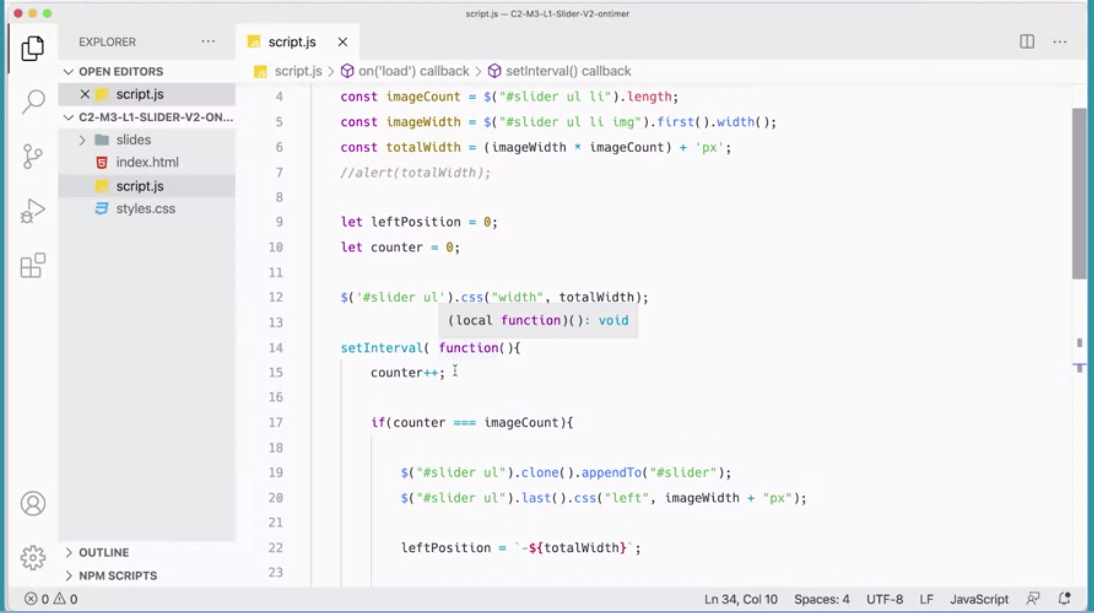 script.js — C2-M3-L1-Slider-V2-ontimer
EXPLORER ···
script.js ×
···
OPEN EDITORS
script.js > on('load') callback > setInterval() callback
× script.js
C2-M3-L1-SLIDER-V2-ON...
slides
index.html
script.js
styles.css
4 const imageCount = $("#slider ul li").length;
5 const imageWidth = $("#slider ul li img").first().width();
6 const totalWidth = (imageWidth * imageCount) + 'px';
7 //alert(totalWidth);
8
9 let leftPosition = 0;
10 let counter = 0;
11
12 $('#slider ul').css("width", totalWidth);
(local function)(): void
13
14 setInterval( function(){
15 counter++;
16
17 if(counter === imageCount){
18
19 $("#slider ul").clone().appendTo("#slider");
20 $("#slider ul").last().css("left", imageWidth + "px");
21
22 leftPosition = `-${totalWidth}`;
23
OUTLINE
NPM SCRIPTS
0 0
Ln 34, Col 10 Spaces: 4 UTF-8 LF JavaScript